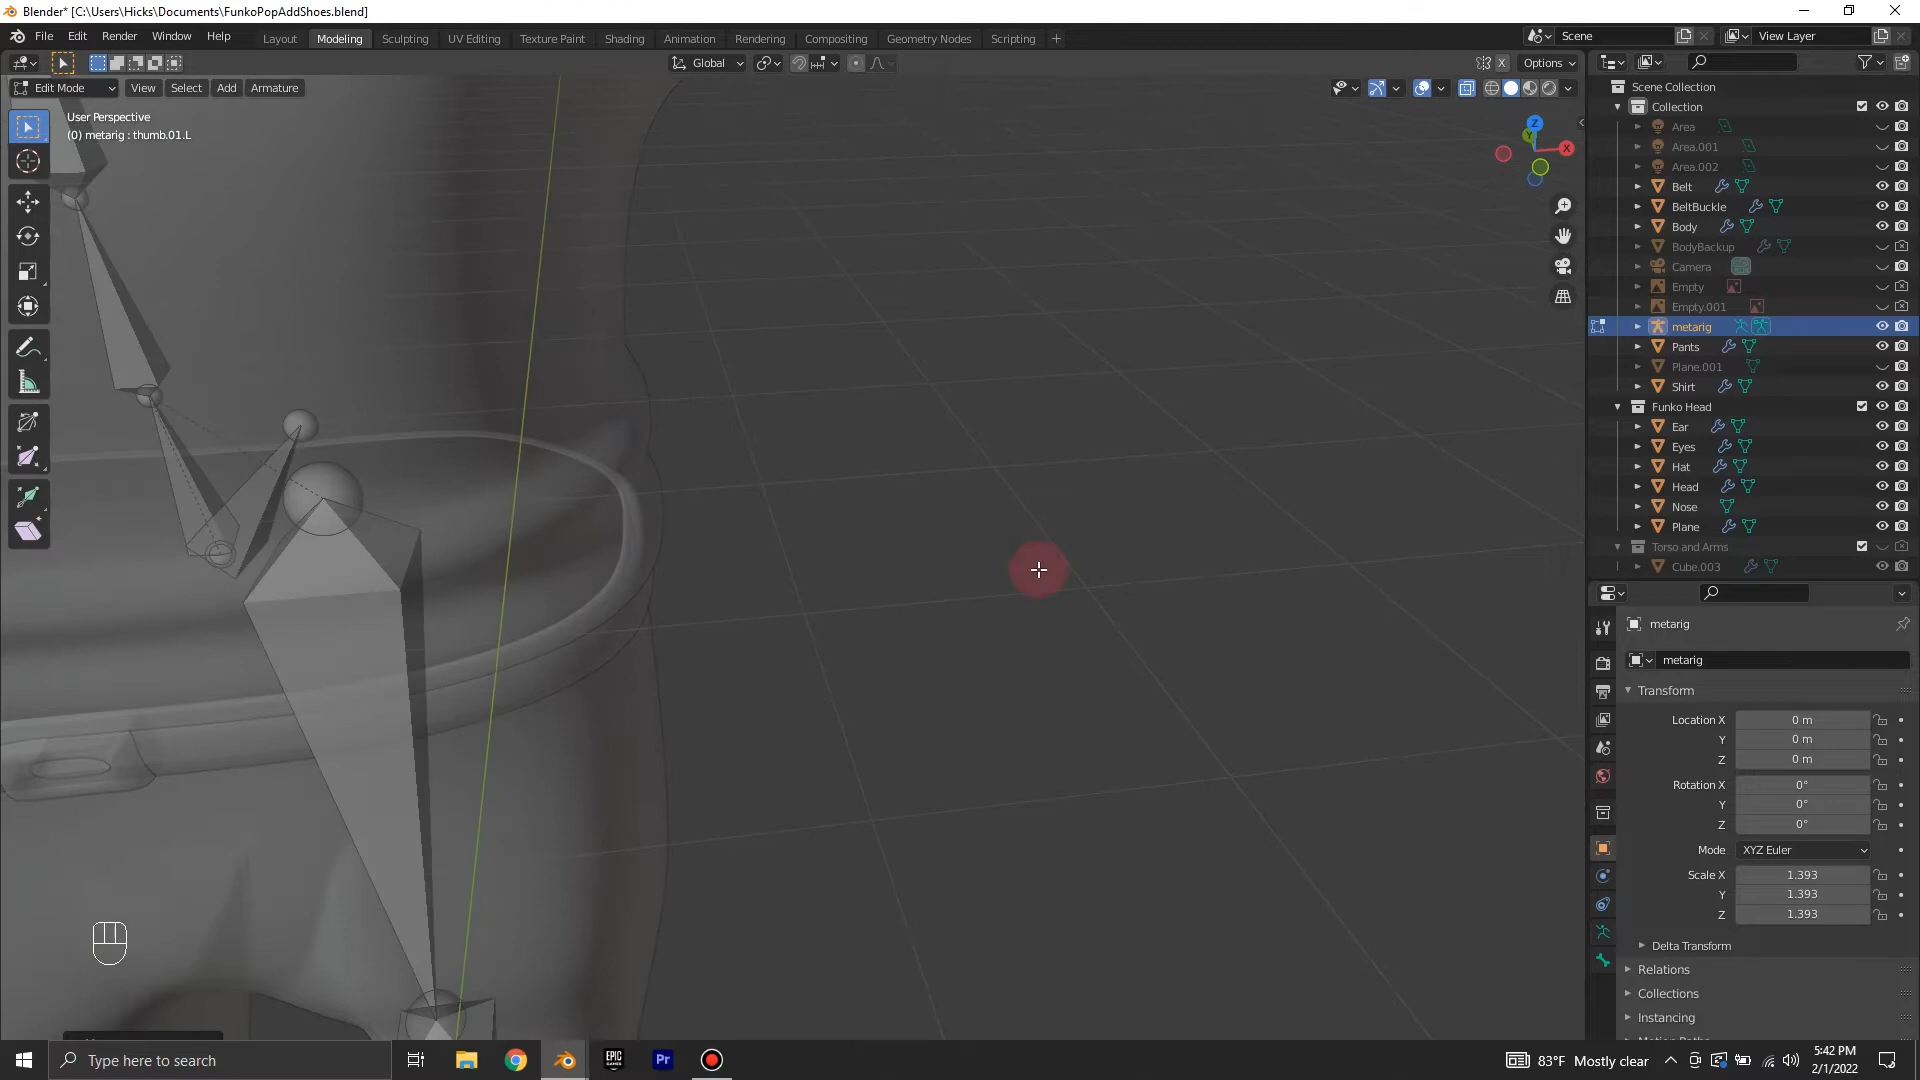 Blender* [C:\Users\Hicks\Documents\FunkoPopAddShoes.blend]
File Edit Render Window Help
Layout Modeling Sculpting UV Editing Texture Paint Shading Animation Rendering Compositing Geometry Nodes Scripting +
Scene
View Layer
Global
X
Options
Edit Mode
View Select Add Armature
User Perspective
(0) metarig : thumb.01.L
Z
Y
X
Scene Collection
Collection
Area
Area.001
Area.002
Belt
BeltBuckle
Body
BodyBackup
Camera
Empty
Empty.001
metarig
Pants
Plane.001
Shirt
Funko Head
Ear
Eyes
Hat
Head
Nose
Plane
Torso and Arms
Cube.003
metarig
metarig
Transform
Location X 0 m
Y 0 m
Z 0 m
Rotation X 0°
Y 0°
Z 0°
Mode XYZ Euler
Scale X 1.393
Y 1.393
Z 1.393
Delta Transform
Relations
Collections
Instancing
Type here to search
EPIC GAMES
Pr
83°F Mostly clear
5:42 PM
2/1/2022